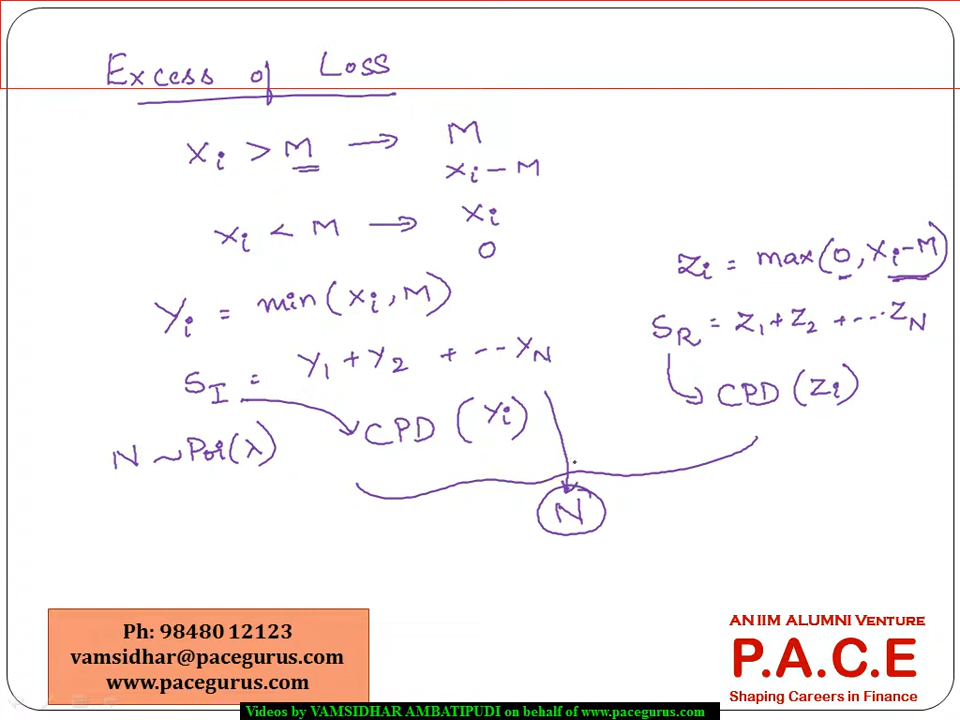 Excess of Loss
Xi > M → M
Xi − M
Xi < M → Xi
0
Yi = min(Xi, M)
SI = Y1 + Y2 + -- YN
CPD (Yi)
N ~ Poi(λ)
Zi = max(0, Xi−M)
SR = Z1 + Z2 + ---- ZN
CPD (Zi)
N
Ph: 98480 12123
vamsidhar@pacegurus.com
www.pacegurus.com
AN IIM ALUMNI VENTURE
P.A.C.E
Shaping Careers in Finance
Videos by VAMSIDHAR AMBATIPUDI on behalf of www.pacegurus.com